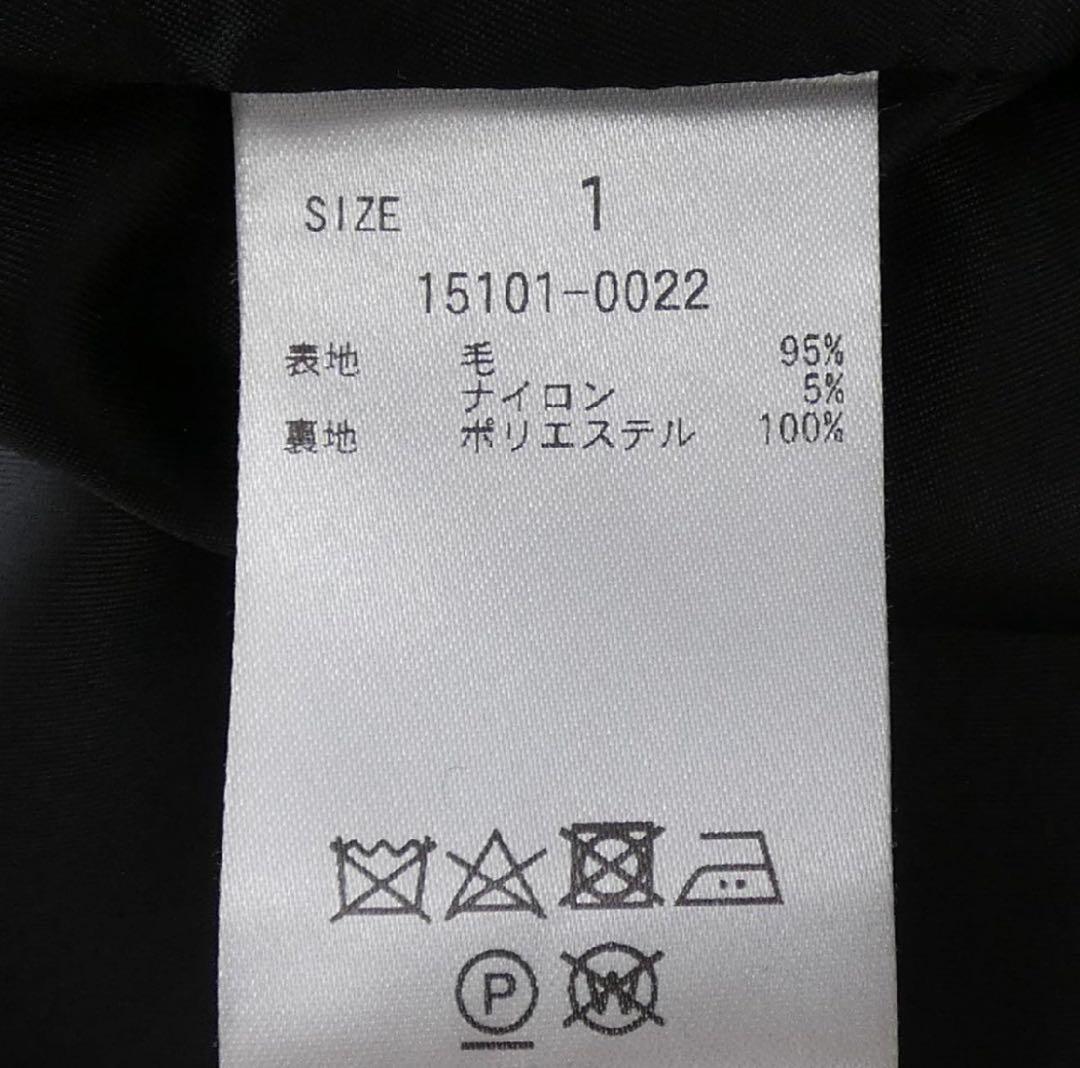 SIZE 1
15101-0022
表地 毛 95%
ナイロン 5%
裏地 ポリエステル 100%
P W